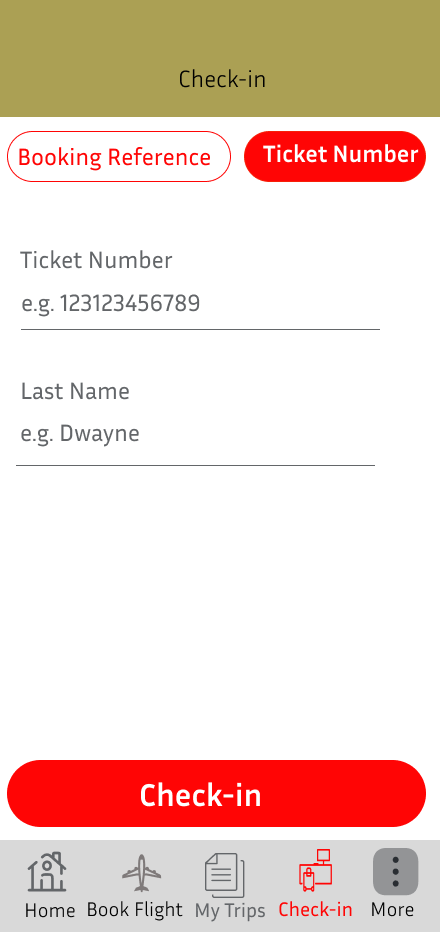 Check-in
Booking Reference
Ticket Number
Ticket Number
e.g. 123123456789
Last Name
e.g. Dwayne
Check-in
Home
Book Flight
My Trips
Check-in
More